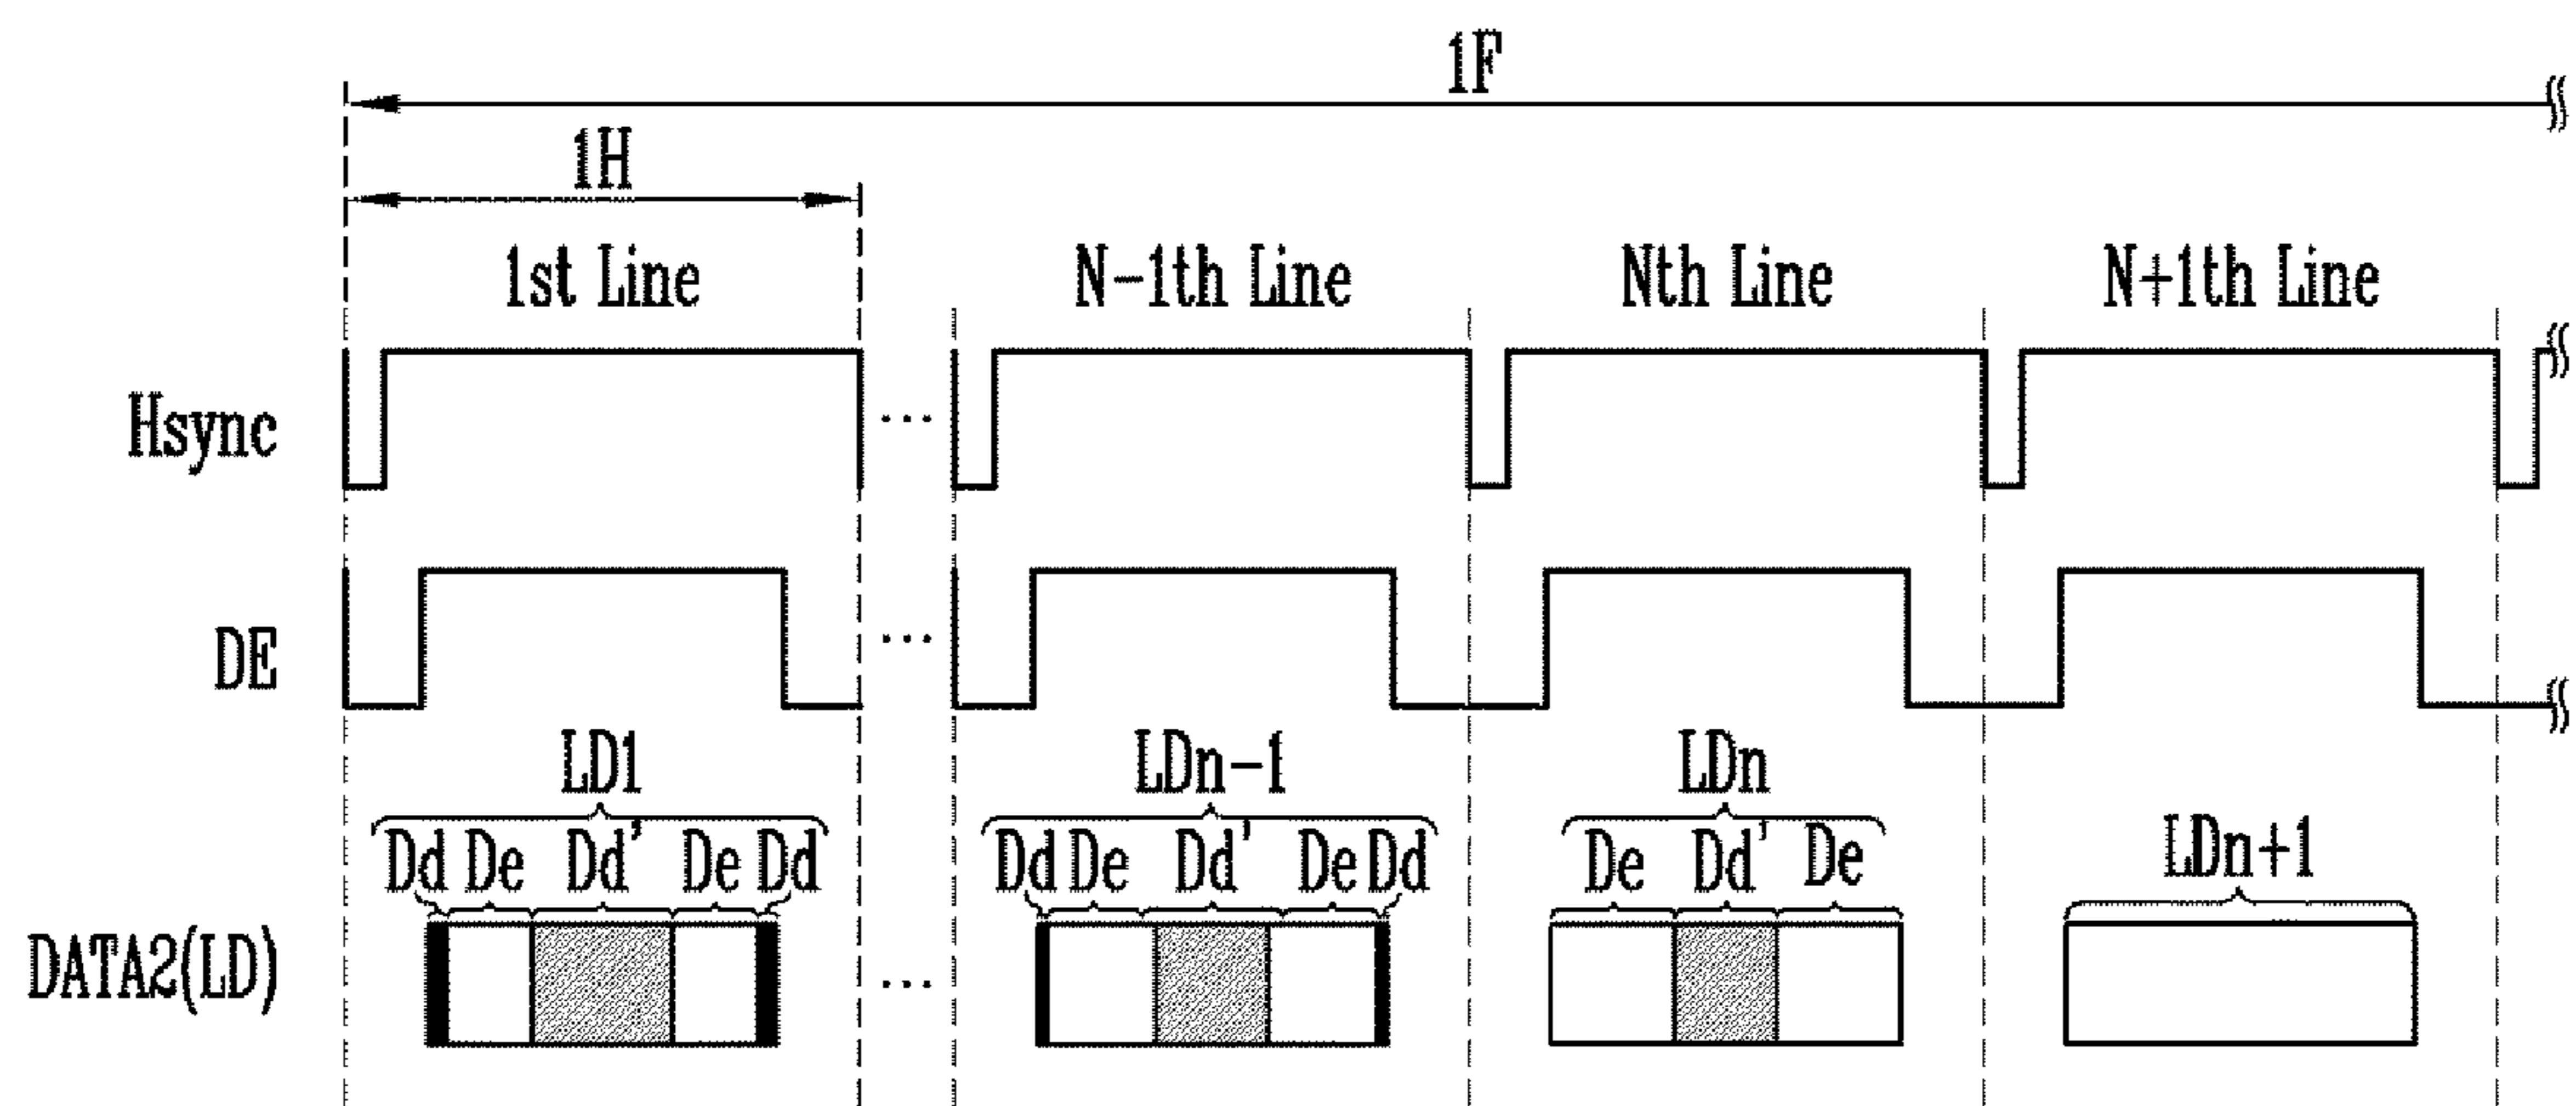 1F
1H
1st Line N-1th Line Nth Line N+1th Line
Hsync ...
DE ...
LD1 LDn-1 LDn LDn+1
Dd De Dd' De Dd Dd De Dd' De Dd De Dd' De
DATA2(LD) ...